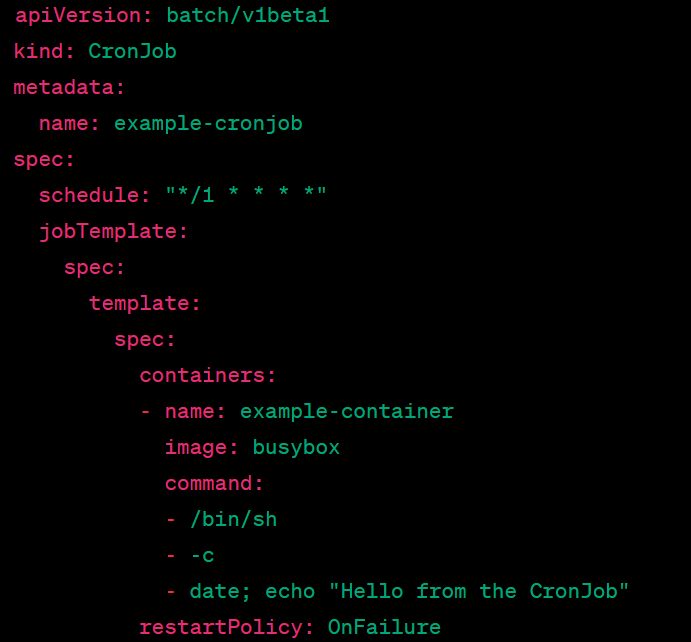 apiVersion: batch/v1beta1
kind: CronJob
metadata:
  name: example-cronjob
spec:
  schedule: "*/1 * * * *"
  jobTemplate:
    spec:
      template:
        spec:
          containers:
          - name: example-container
            image: busybox
            command:
            - /bin/sh
            - -c
            - date; echo "Hello from the CronJob"
          restartPolicy: OnFailure